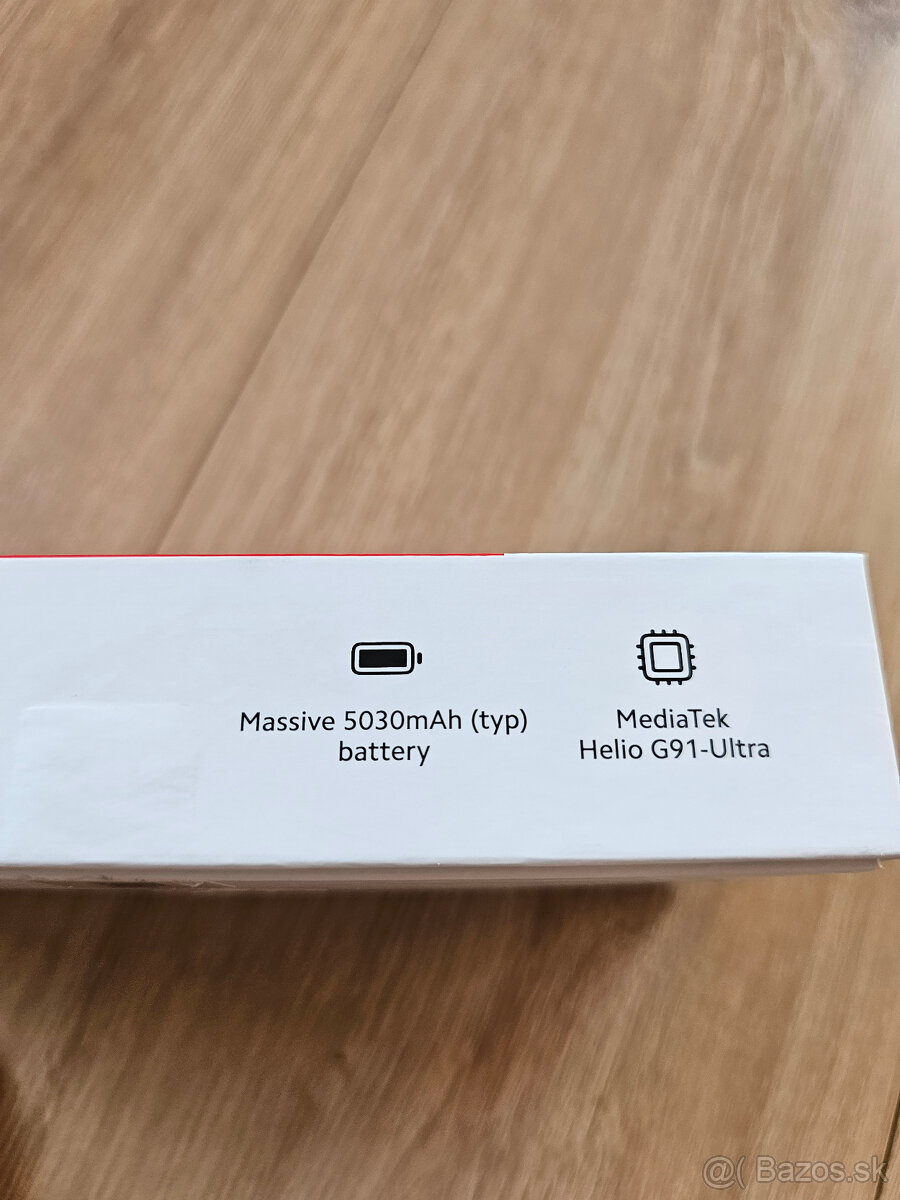 Massive 5030mAh (typ)
battery
MediaTek
Helio G91-Ultra
@( Bazos.sk